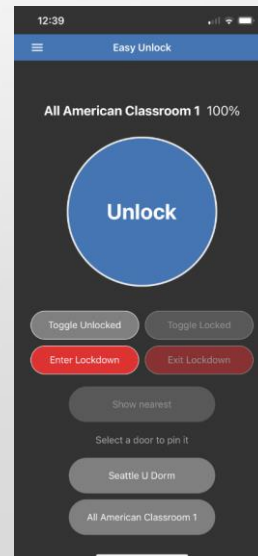 12:39
Easy Unlock
All American Classroom 1 100%
Unlock
Toggle Unlocked Toggle Locked
Enter Lockdown Exit Lockdown
Show nearest
Select a door to pin it
Seattle U Dorm
All American Classroom 1